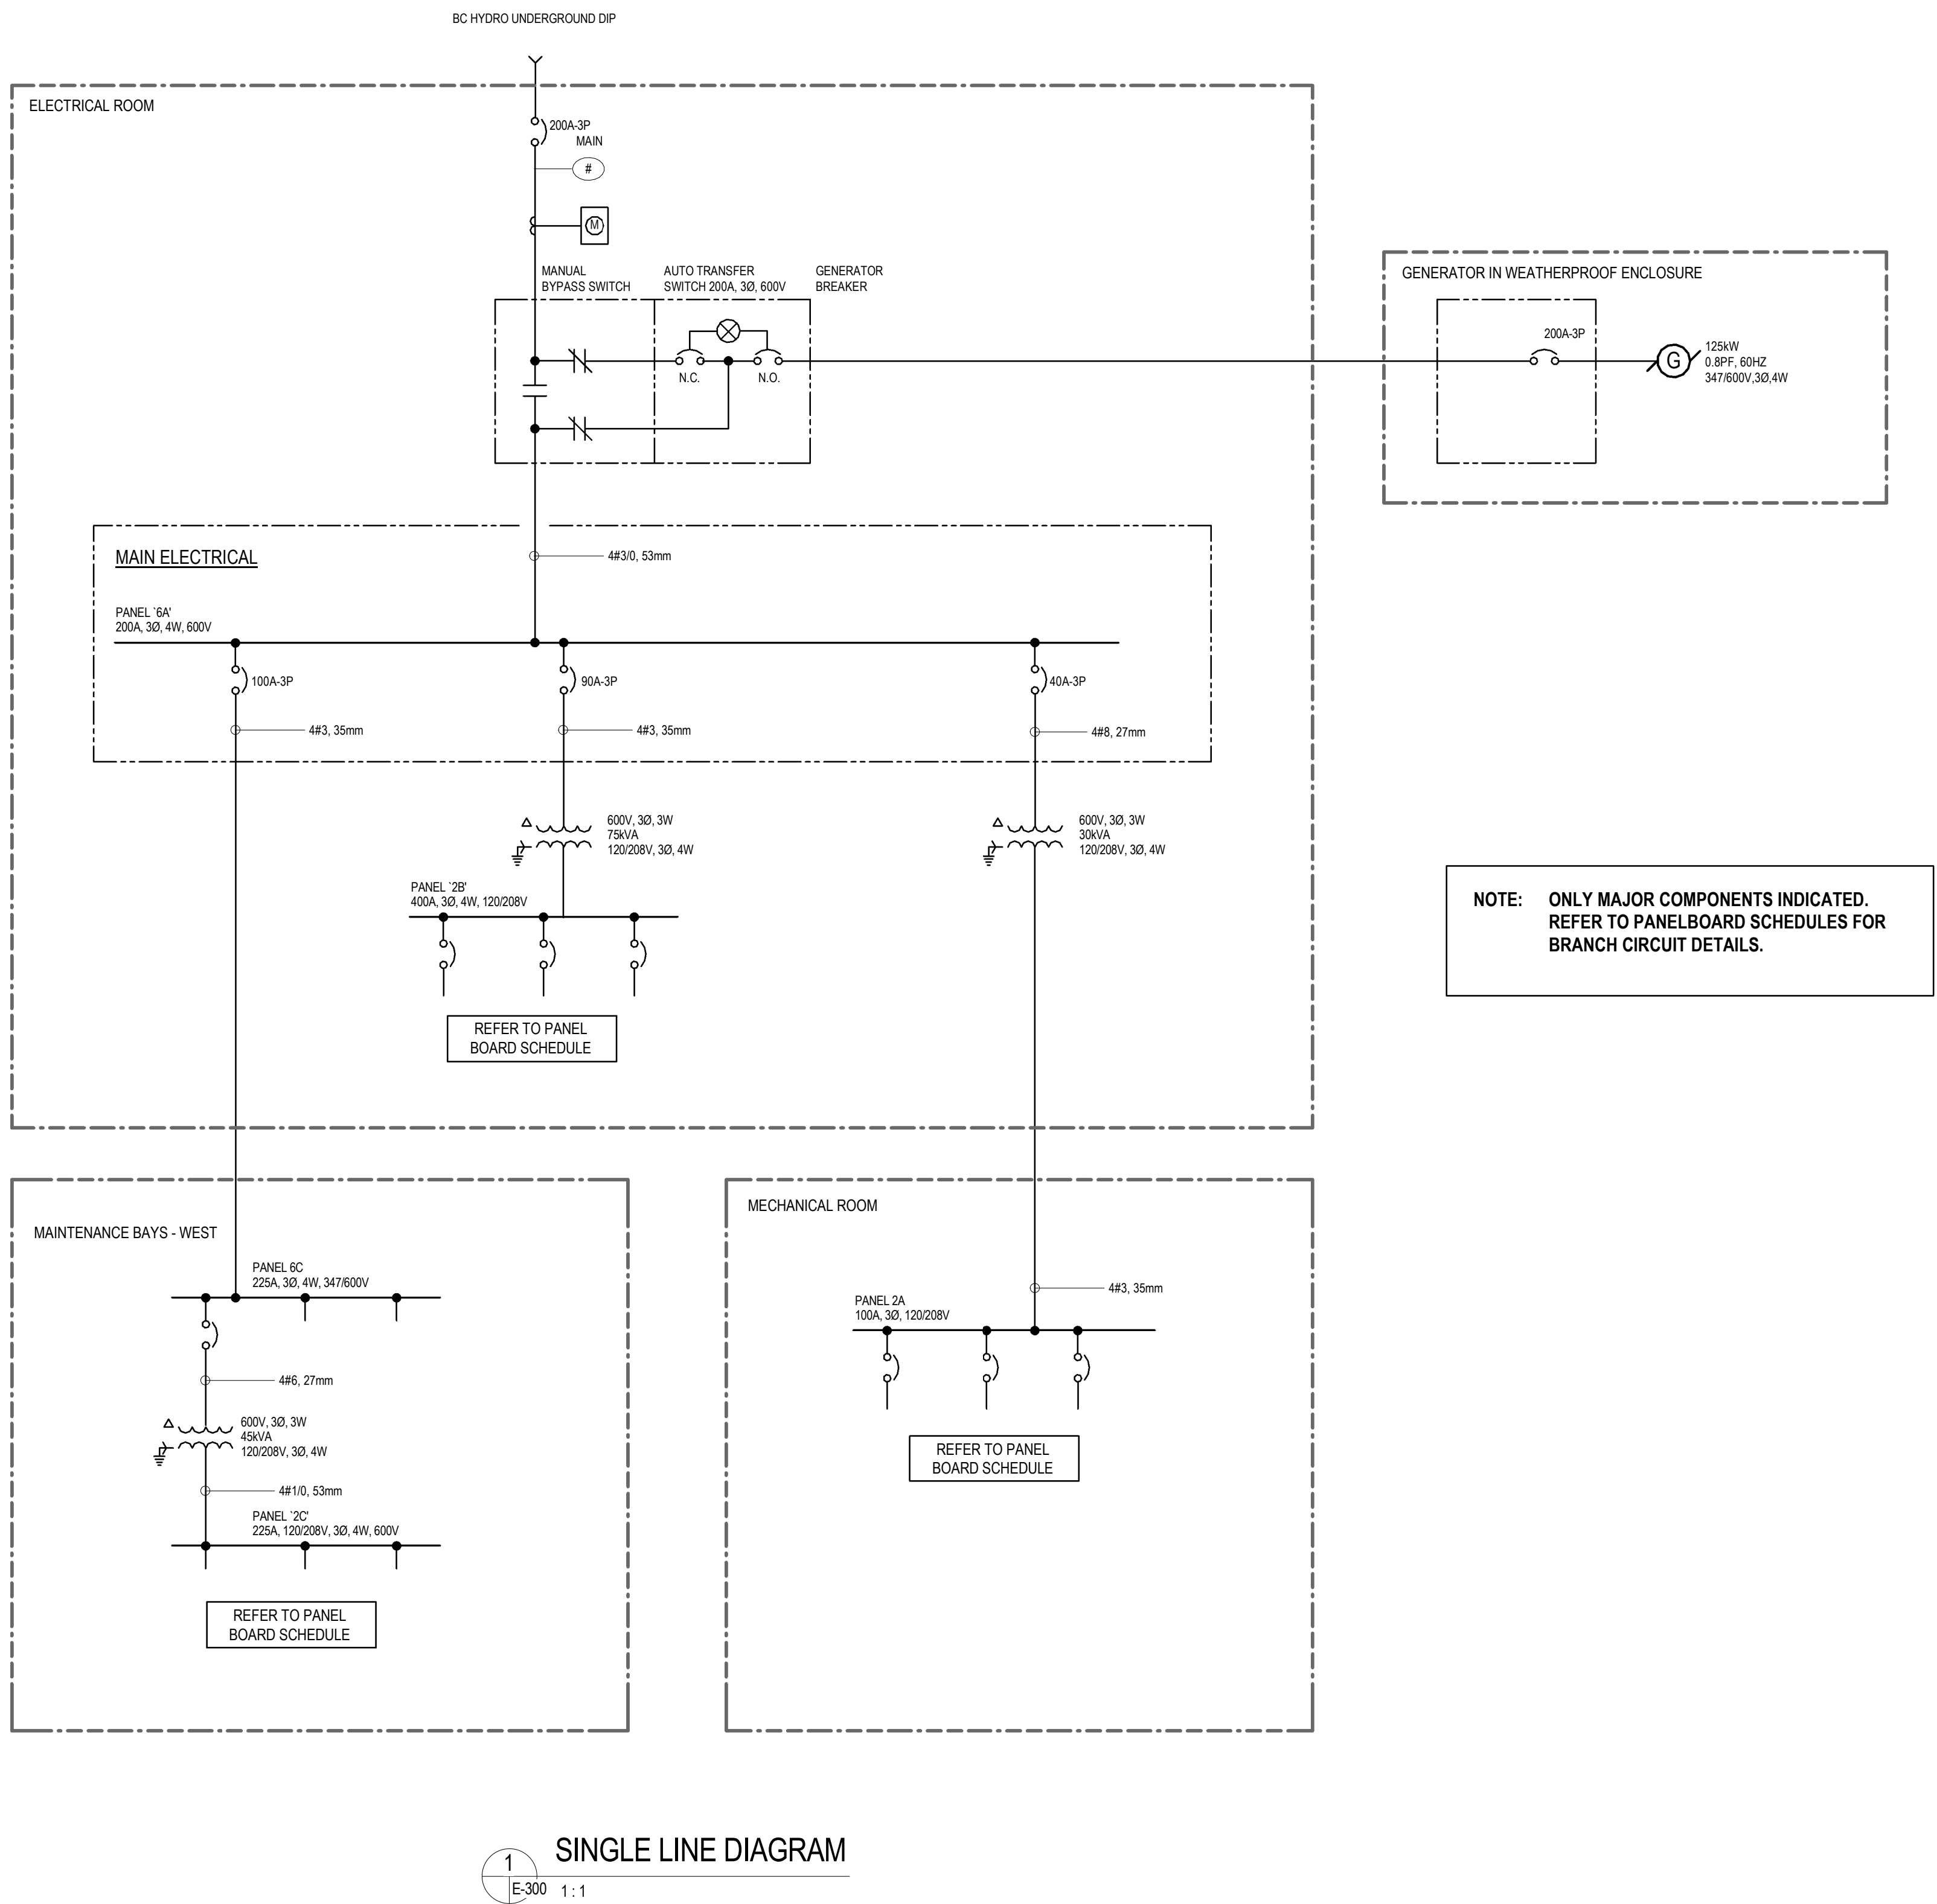 BC HYDRO UNDERGROUND DIP
ELECTRICAL ROOM
200A-3P
MAIN
#
M
MANUAL
BYPASS SWITCH
AUTO TRANSFER
SWITCH 200A, 3Ø, 600V
GENERATOR
BREAKER
N.C.
N.O.
GENERATOR IN WEATHERPROOF ENCLOSURE
200A-3P
G
125kW
0.8PF, 60HZ
347/600V,3Ø,4W
MAIN ELECTRICAL
4#3/0, 53mm
PANEL `6A'
200A, 3Ø, 4W, 600V
100A-3P
90A-3P
40A-3P
4#3, 35mm
4#3, 35mm
4#8, 27mm
600V, 3Ø, 3W
75kVA
120/208V, 3Ø, 4W
600V, 3Ø, 3W
30kVA
120/208V, 3Ø, 4W
PANEL `2B'
400A, 3Ø, 4W, 120/208V
REFER TO PANEL
BOARD SCHEDULE
NOTE: ONLY MAJOR COMPONENTS INDICATED.
REFER TO PANELBOARD SCHEDULES FOR
BRANCH CIRCUIT DETAILS.
MAINTENANCE BAYS - WEST
PANEL 6C
225A, 3Ø, 4W, 347/600V
4#6, 27mm
600V, 3Ø, 3W
45kVA
120/208V, 3Ø, 4W
4#1/0, 53mm
PANEL `2C'
225A, 120/208V, 3Ø, 4W, 600V
REFER TO PANEL
BOARD SCHEDULE
MECHANICAL ROOM
4#3, 35mm
PANEL 2A
100A, 3Ø, 120/208V
REFER TO PANEL
BOARD SCHEDULE
1
SINGLE LINE DIAGRAM
E-300
1 : 1